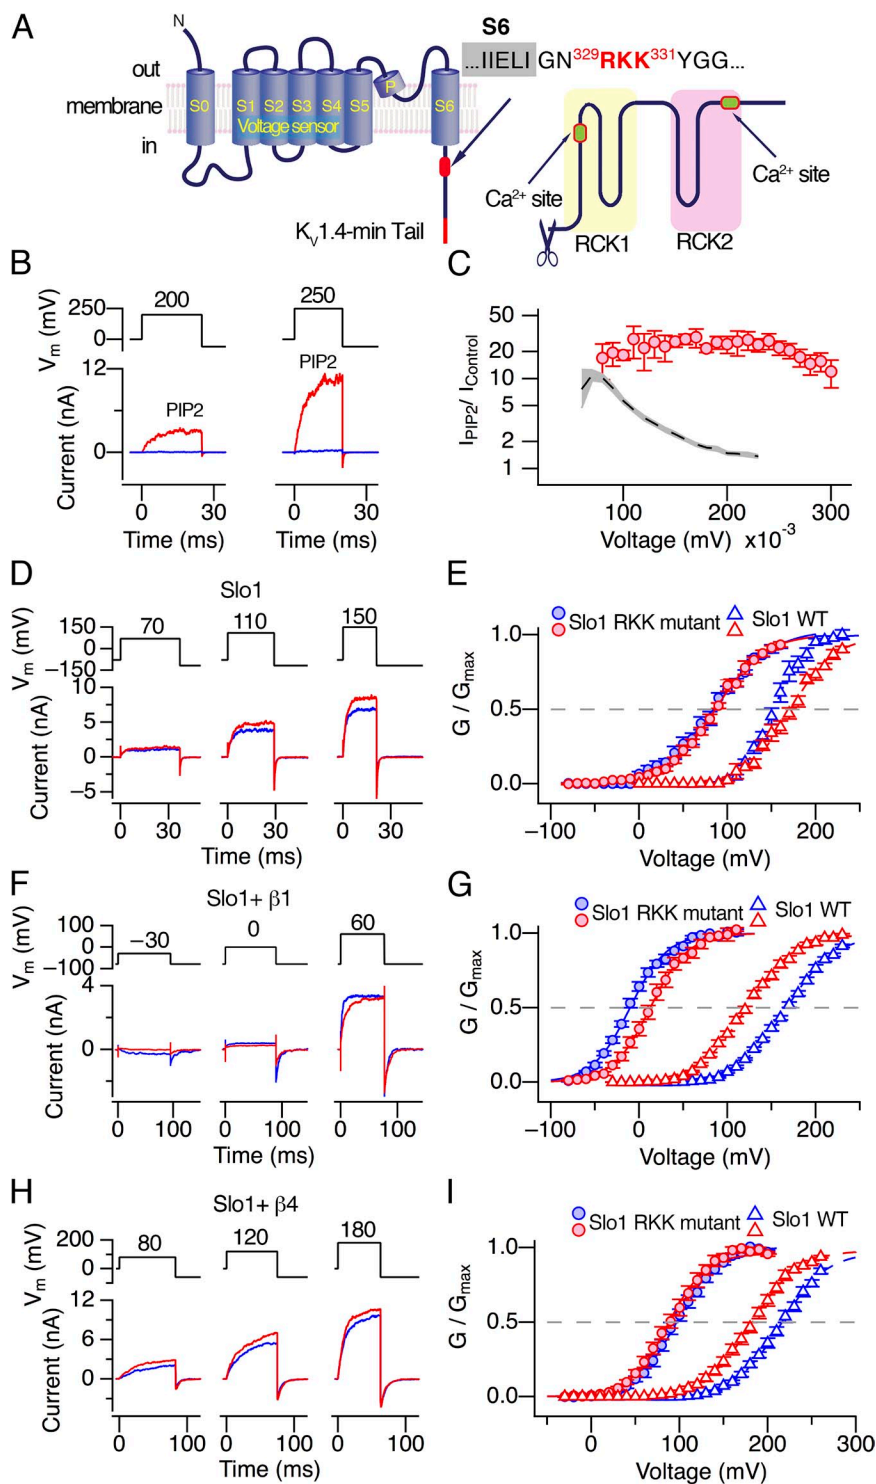 A
N
S6
...IIELI GN329RKK331YGG...
out
membrane
in
S0 S1 S2 S3 S4 S5 P S6
Voltage sensor
Ca2+ site
Ca2+ site
KV1.4-min Tail
RCK1
RCK2
B
Vm (mV)
250
0
200
250
Current (nA)
12
0
PIP2
PIP2
0 30
0 30
Time (ms)
Time (ms)
C
IPIP2/ IControl
50
20
10
5
2
1
100 200 300
Voltage (mV) x10-3
D
Slo1
Vm (mV)
150
0
−150
70
110
150
Current (nA)
10
5
0
−5
0 30
0 30
0 30
Time (ms)
E
Slo1 RKK mutant
Slo1 WT
G / Gmax
1.0
0.5
0.0
−100 0 100 200
Voltage (mV)
F
Slo1+ β1
Vm (mV)
100
0
−100
−30
0
60
Current (nA)
4
0
0 100
0 100
0 100
Time (ms)
G
Slo1 RKK mutant
Slo1 WT
G / Gmax
1.0
0.5
0.0
−100 0 100 200
Voltage (mV)
H
Slo1+ β4
Vm (mV)
200
0
80
120
180
Current (nA)
12
6
0
0 100
0 100
0 100
Time (ms)
I
Slo1 RKK mutant
Slo1 WT
G / Gmax
1.0
0.5
0.0
0 100 200 300
Voltage (mV)